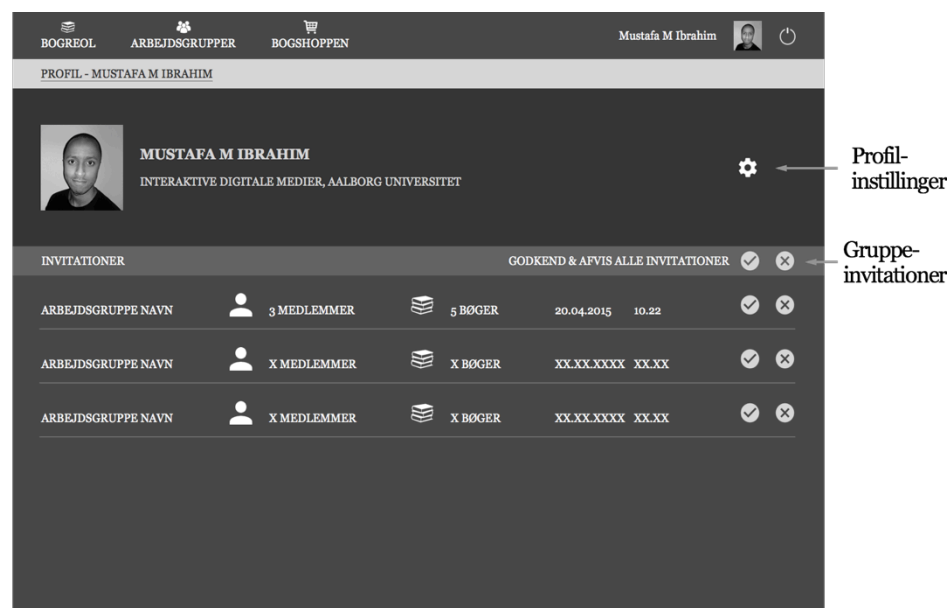 BOGREOL ARBEJDSGRUPPER BOGSHOPPEN Mustafa M Ibrahim
PROFIL - MUSTAFA M IBRAHIM
MUSTAFA M IBRAHIM
INTERAKTIVE DIGITALE MEDIER, AALBORG UNIVERSITET
Profil-
instillinger
INVITATIONER GODKEND & AFVIS ALLE INVITATIONER
Gruppe-
invitationer
ARBEJDSGRUPPE NAVN 3 MEDLEMMER 5 BØGER 20.04.2015 10.22
ARBEJDSGRUPPE NAVN X MEDLEMMER X BØGER XX.XX.XXXX XX.XX
ARBEJDSGRUPPE NAVN X MEDLEMMER X BØGER XX.XX.XXXX XX.XX